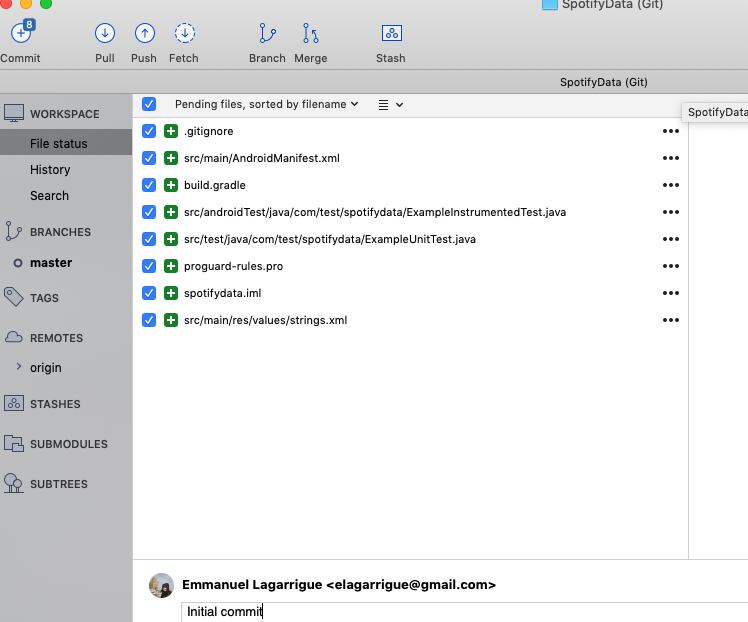 SpotifyData (Git)
8
Commit
Pull
Push
Fetch
Branch
Merge
Stash
SpotifyData (Git)
WORKSPACE
File status
History
Search
BRANCHES
master
TAGS
REMOTES
origin
STASHES
SUBMODULES
SUBTREES
Pending files, sorted by filename
SpotifyData
.gitignore
src/main/AndroidManifest.xml
build.gradle
src/androidTest/java/com/test/spotifydata/ExampleInstrumentedTest.java
src/test/java/com/test/spotifydata/ExampleUnitTest.java
proguard-rules.pro
spotifydata.iml
src/main/res/values/strings.xml
Emmanuel Lagarrigue <elagarrigue@gmail.com>
Initial commit